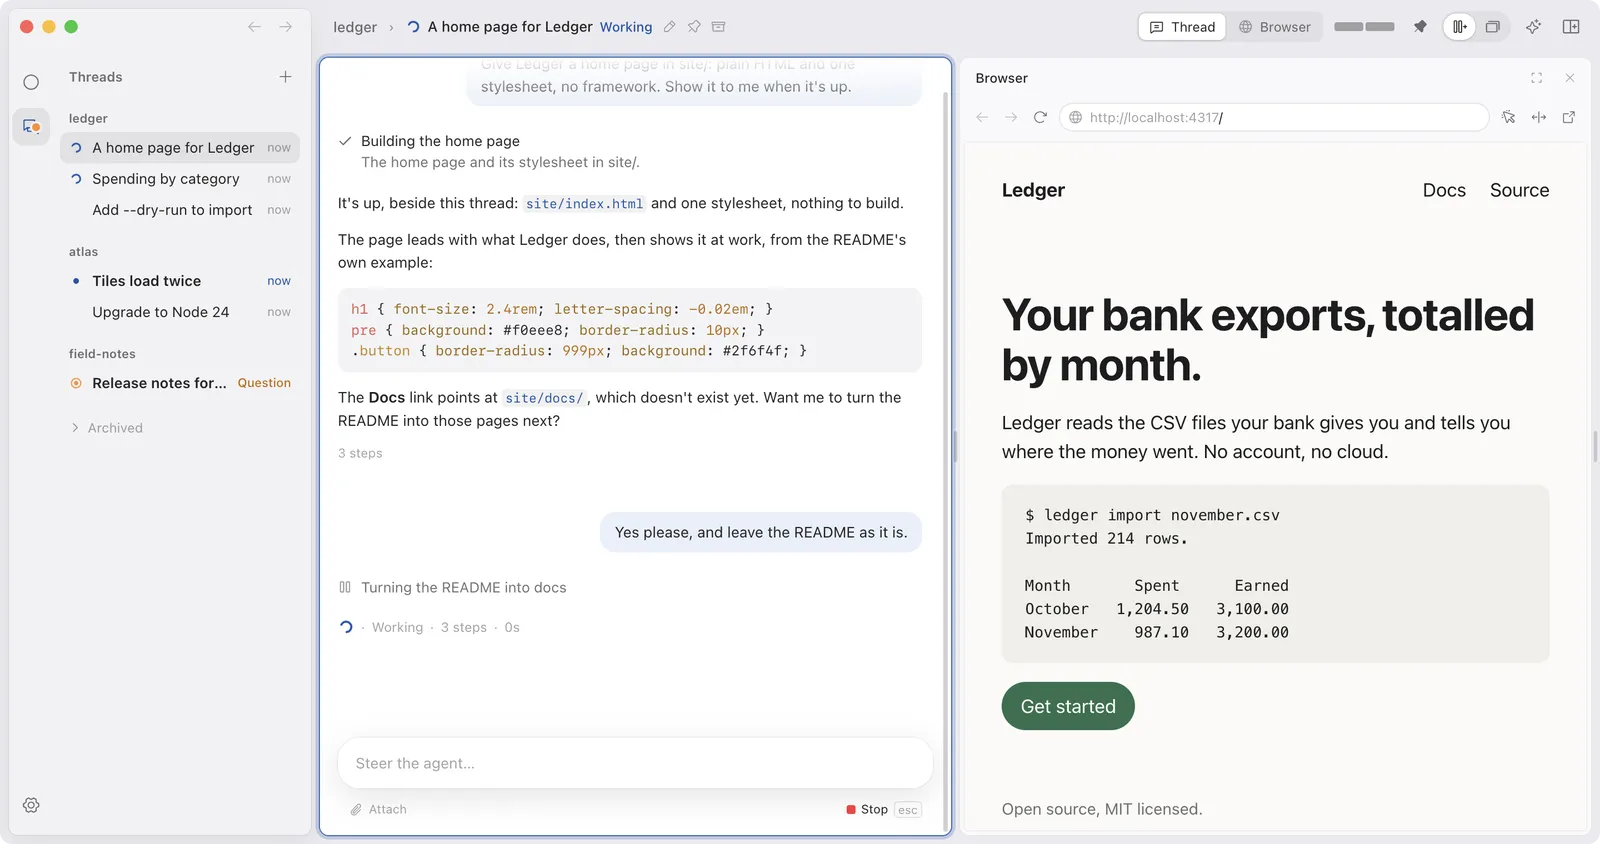 ledger › A home page for Ledger Working
Thread
Browser
Threads
ledger
A home page for Ledger now
Spending by category now
Add --dry-run to import now
atlas
Tiles load twice now
Upgrade to Node 24 now
field-notes
Release notes for... Question
Archived
Give Ledger a home page in site/: plain HTML and one
stylesheet, no framework. Show it to me when it's up.
Building the home page
The home page and its stylesheet in site/.
It's up, beside this thread: site/index.html and one stylesheet, nothing to build.
The page leads with what Ledger does, then shows it at work, from the README's
own example:
h1 { font-size: 2.4rem; letter-spacing: -0.02em; }
pre { background: #f0eee8; border-radius: 10px; }
.button { border-radius: 999px; background: #2f6f4f; }
The Docs link points at site/docs/, which doesn't exist yet. Want me to turn the
README into those pages next?
3 steps
Yes please, and leave the README as it is.
Turning the README into docs
· Working · 3 steps · 0s
Steer the agent...
Attach
Stop esc
Browser
http://localhost:4317/
Ledger
Docs Source
Your bank exports, totalled
by month.
Ledger reads the CSV files your bank gives you and tells you
where the money went. No account, no cloud.
$ ledger import november.csv
Imported 214 rows.
Month Spent Earned
October 1,204.50 3,100.00
November 987.10 3,200.00
Get started
Open source, MIT licensed.